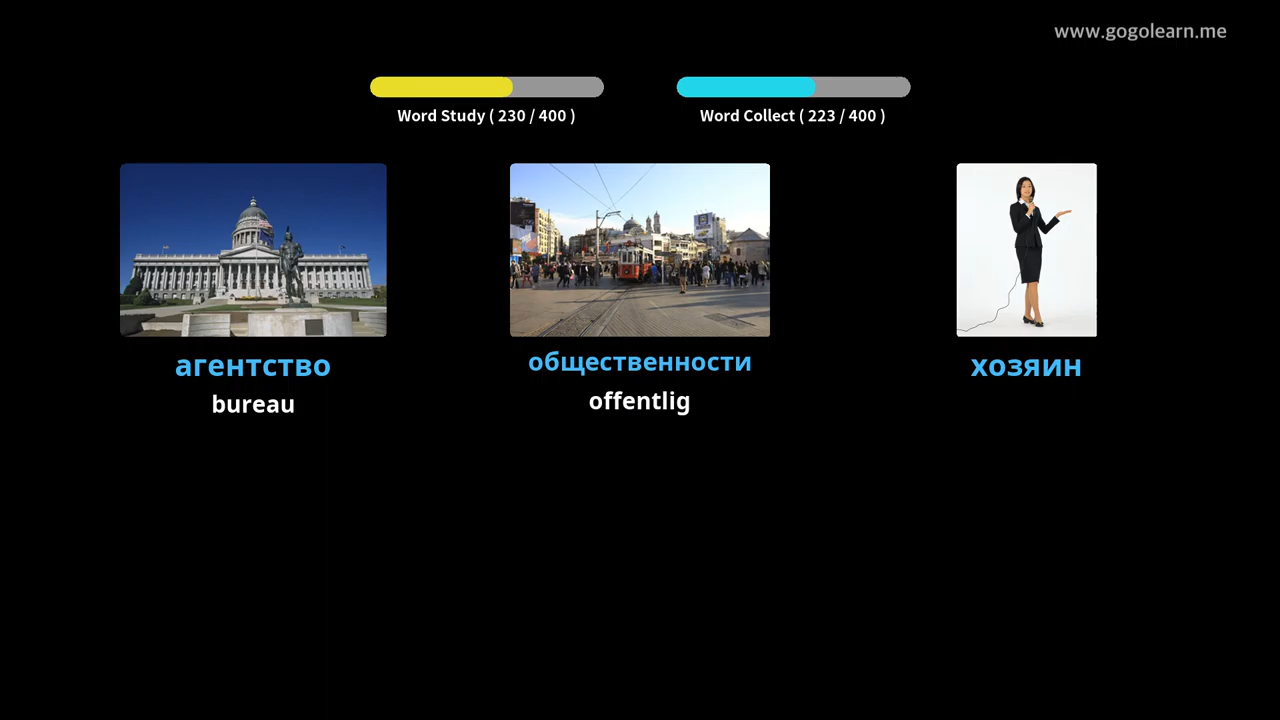 www.gogolearn.me
Word Study ( 230 / 400 )
Word Collect ( 223 / 400 )
агентство
общественности
хозяин
bureau
offentlig